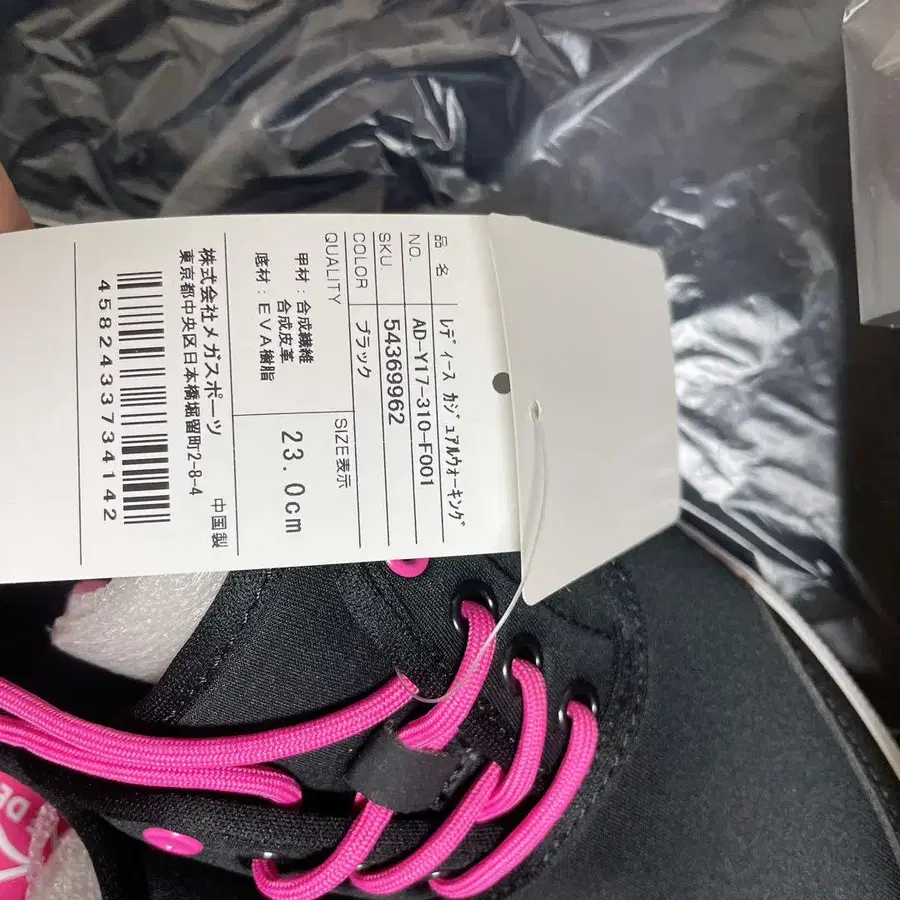 品 名 レディース カジュアルウォーキング
NO. AD-Y17-310-F001
SKU. 54369962
COLOR ブラック
QUALITY
甲材：合成繊維
合成皮革
底材：EVA樹脂
SIZE表示
23.0cm
株式会社メガスポーツ
東京都中央区日本橋堀留町2-8-4
中国製
4582433734142